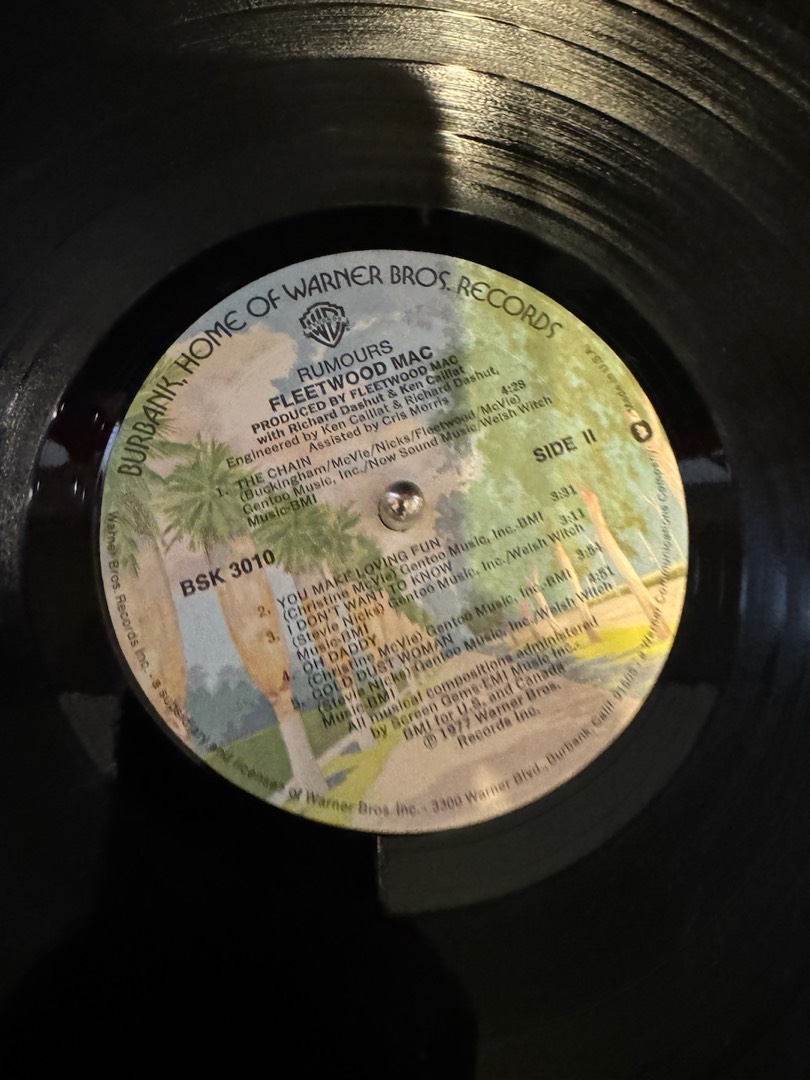 BURBANK, HOME OF WARNER BROS. RECORDS
RUMOURS
FLEETWOOD MAC
PRODUCED BY FLEETWOOD MAC
with Richard Dashut & Ken Caillat
Engineered by Ken Caillat & Richard Dashut,
Assisted by Cris Morris
SIDE II
1. THE CHAIN 4:28
(Buckingham/McVie/Nicks/Fleetwood/McVie)
Gentoo Music, Inc./Now Sound Music/Welsh Witch
Music-BMI
BSK 3010
2. YOU MAKE LOVING FUN 3:31
(Christine McVie) Gentoo Music, Inc.-BMI
3. I DON'T WANT TO KNOW 3:11
(Stevie Nicks) Gentoo Music, Inc./Welsh Witch
Music-BMI
4. OH DADDY 3:54
(Christine McVie) Gentoo Music, Inc.-BMI
5. GOLD DUST WOMAN 4:51
(Stevie Nicks) Gentoo Music, Inc./Welsh Witch
Music-BMI
All musical compositions administered
by Screen Gems EMI Music Inc.-
BMI for U.S. and Canada
℗ 1977 Warner Bros.
Records Inc.
Warner Bros. Records Inc. - a subsidiary and licensee of Warner Bros. Inc. - 3300 Warner Blvd., Burbank, Calif. 91505 - a Warner Communications Company
Made in U.S.A.